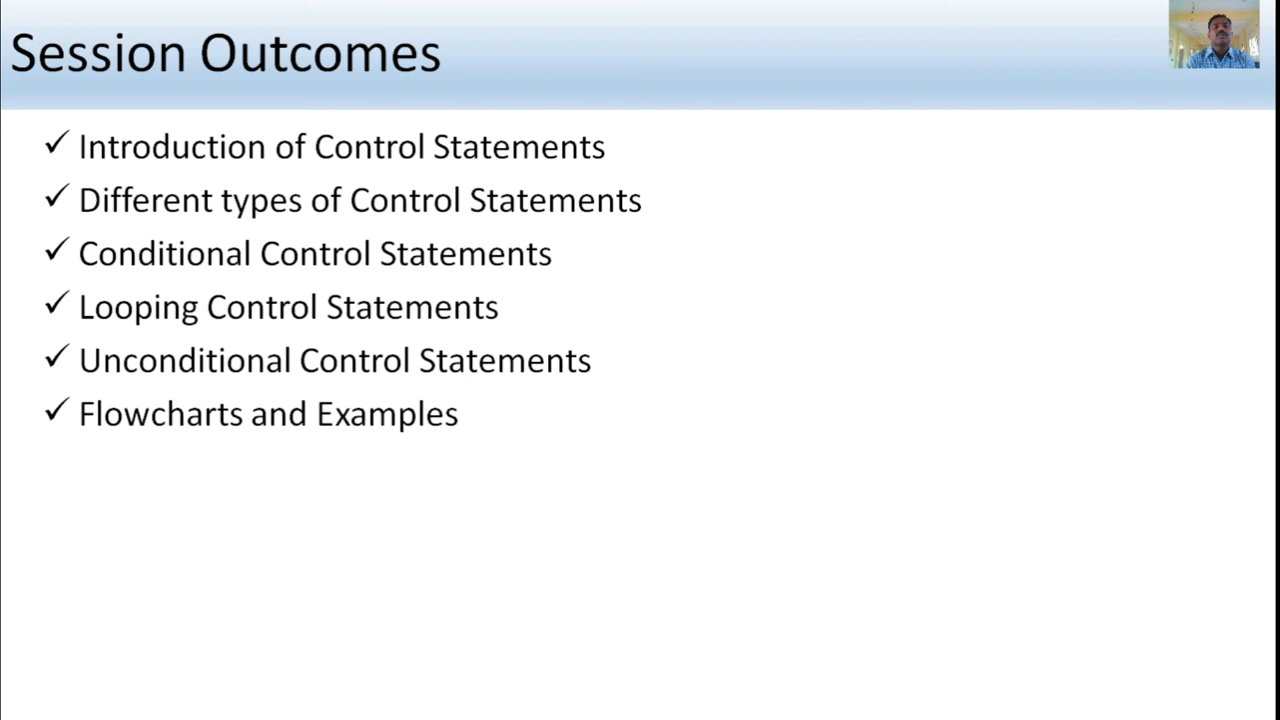 Session Outcomes
✓ Introduction of Control Statements
✓ Different types of Control Statements
✓ Conditional Control Statements
✓ Looping Control Statements
✓ Unconditional Control Statements
✓ Flowcharts and Examples